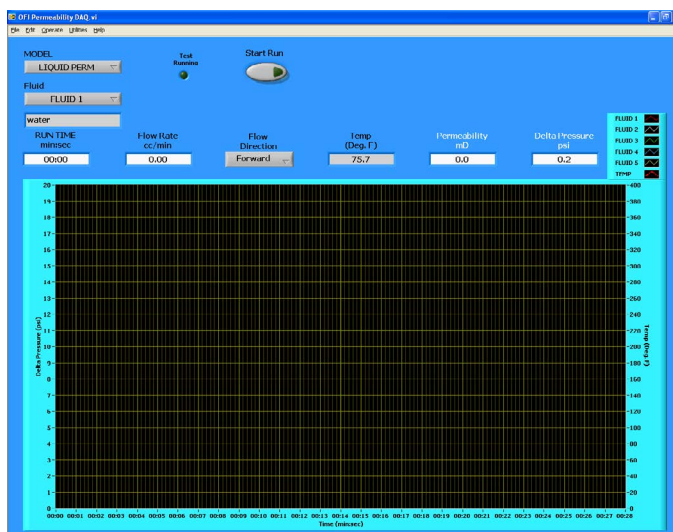 OFI Permeability DAQ.vi
File Edit Operate Utilities Help
MODEL
LIQUID PERM
Test
Running
Start Run
Fluid
FLUID 1
water
RUN TIME
min:sec
00:00
Flow Rate
cc/min
0.00
Flow
Direction
Forward
Temp
(Deg. F)
75.7
Permeability
mD
0.0
Delta Pressure
psi
0.2
FLUID 1
FLUID 2
FLUID 3
FLUID 4
FLUID 5
TEMP
Delta Pressure (psi)
20
19
18
17
16
15
14
13
12
11
10
9
8
7
6
5
4
3
2
1
0
400
380
360
340
320
300
280
260
240
220
200
180
160
140
120
100
80
60
40
20
0
Temp (Deg. F)
00:00 00:01 00:02 00:03 00:04 00:05 00:06 00:07 00:08 00:09 00:10 00:11 00:12 00:13 00:14 00:15 00:16 00:17 00:18 00:19 00:20 00:21 00:22 00:23 00:24 00:25 00:26 00:27 00:28
Time (min:sec)